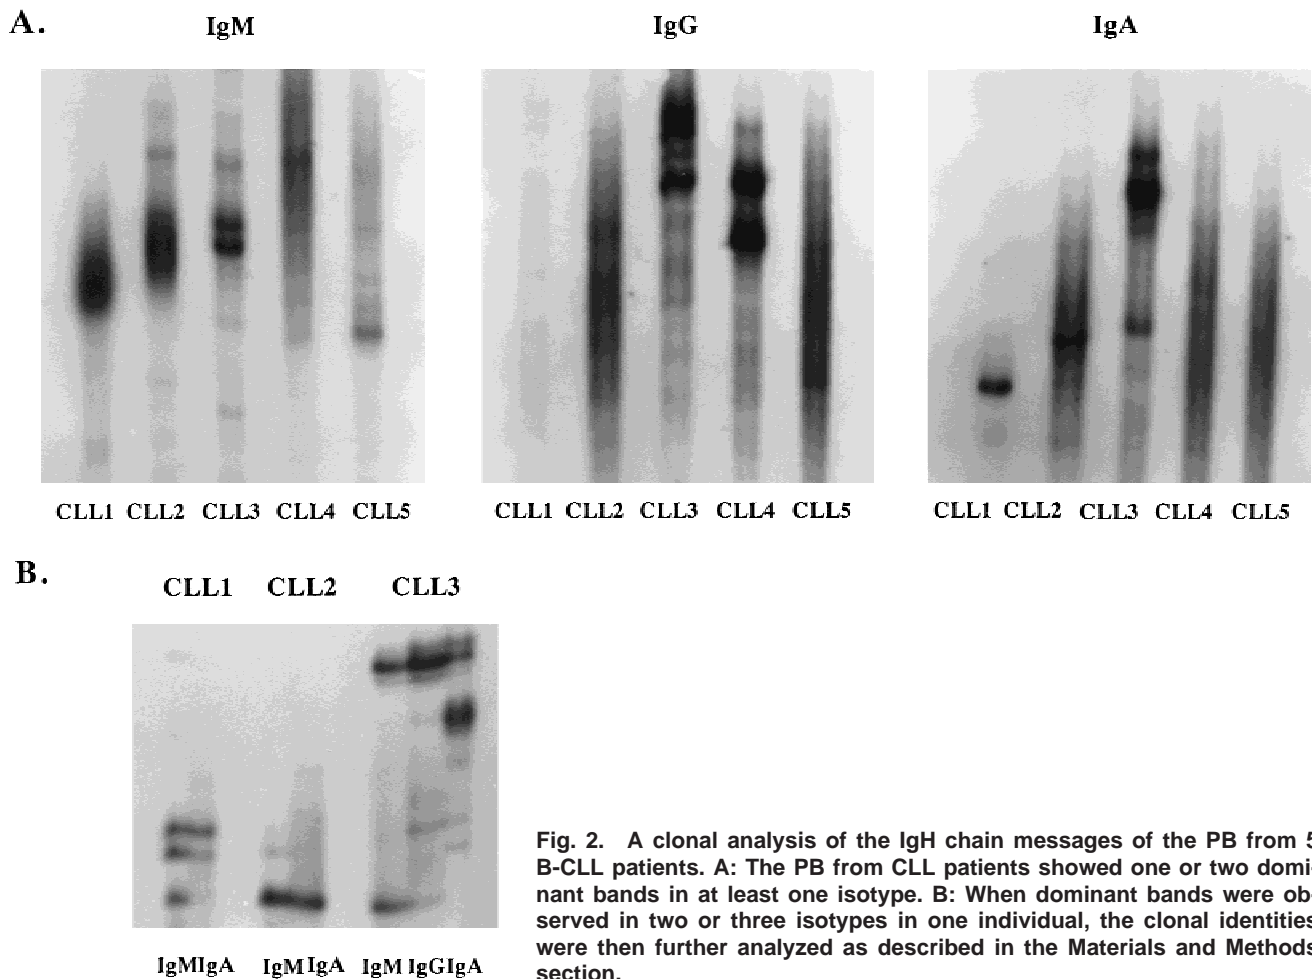 A.
IgM IgG IgA
CLL1 CLL2 CLL3 CLL4 CLL5 CLL1 CLL2 CLL3 CLL4 CLL5 CLL1 CLL2 CLL3 CLL4 CLL5
B.
CLL1 CLL2 CLL3
IgM IgA IgM IgA IgM IgG IgA
Fig. 2. A clonal analysis of the IgH chain messages of the PB from 5
B-CLL patients. A: The PB from CLL patients showed one or two domi-
nant bands in at least one isotype. B: When dominant bands were ob-
served in two or three isotypes in one individual, the clonal identities
were then further analyzed as described in the Materials and Methods
section.